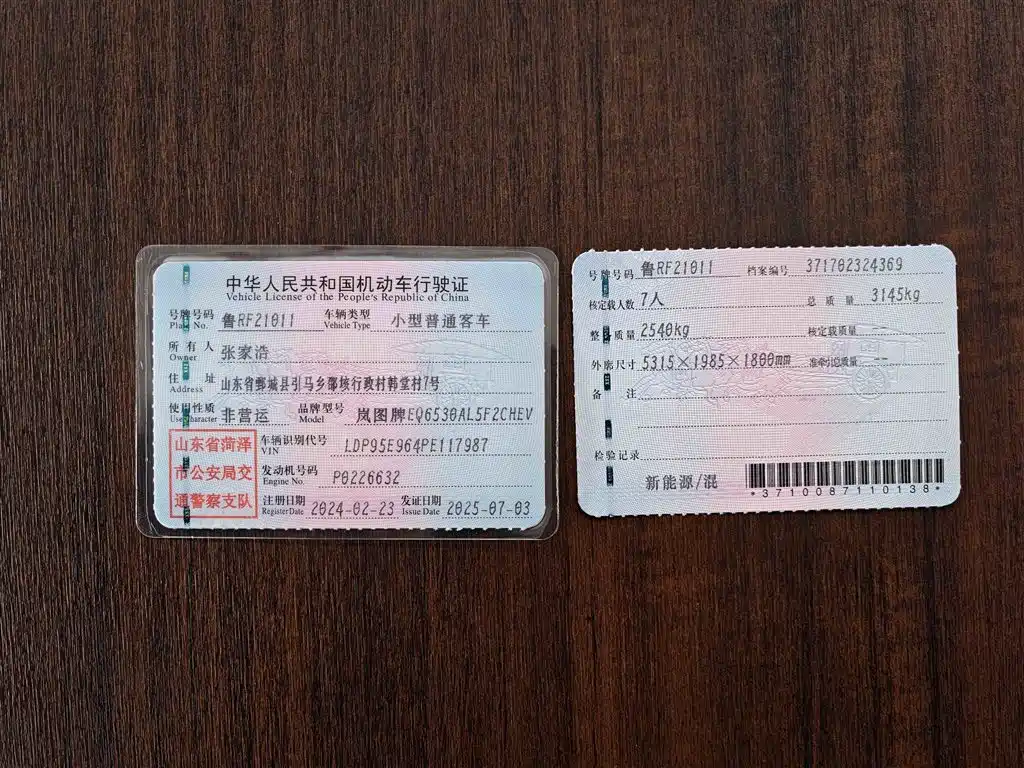 中华人民共和国机动车行驶证
Vehicle License of the People's Republic of China
号牌号码 鲁RF21011 车辆类型 小型普通客车
Plate No. Vehicle Type
所有人 张家浩
Owner
住址 山东省鄄城县引马乡郜垓行政村韩堂村7号
Address
使用性质 非营运 品牌型号 岚图牌EQ6530AL5F2CHEV
Use Character Model
山东省菏泽
市公安局交
通警察支队
车辆识别代号 LDP95E964PE117987
VIN
发动机号码 P0226632
Engine No.
注册日期 2024-02-23 发证日期 2025-07-03
Register Date Issue Date
号牌号码 鲁RF21011 档案编号 371702324369
核定载人数 7人 总质量 3145kg
整备质量 2540kg 核定载质量 --
外廓尺寸 5315×1985×1800mm 准牵引总质量 --
备注
检验记录
新能源/混
*3710087110138*